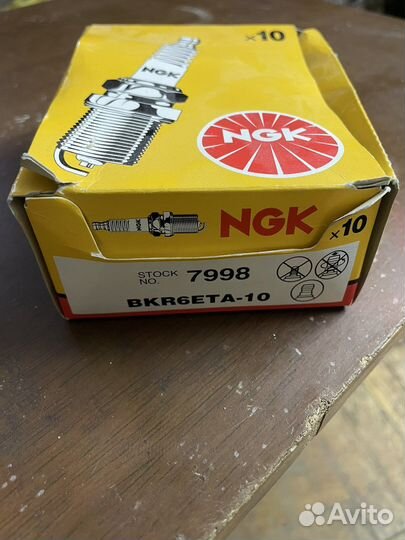 x10
NGK
NGK
NGK x10
STOCK NO. 7998
BKR6ETA-10
Avito